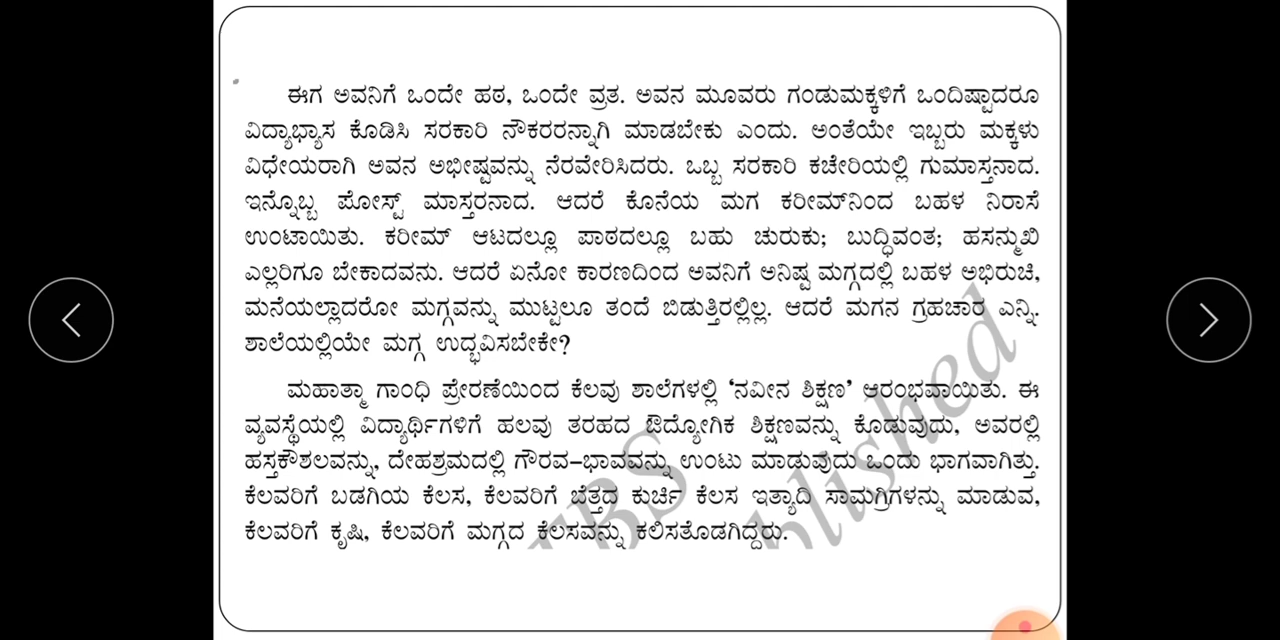 ಈಗ ಅವನಿಗೆ ಒಂದೇ ಹಠ, ಒಂದೇ ವ್ರತ. ಅವನ ಮೂವರು ಗಂಡುಮಕ್ಕಳಿಗೆ ಒಂದಿಷ್ಟಾದರೂ
ವಿದ್ಯಾಭ್ಯಾಸ ಕೊಡಿಸಿ ಸರಕಾರಿ ನೌಕರರನ್ನಾಗಿ ಮಾಡಬೇಕು ಎಂದು. ಅಂತೆಯೇ ಇಬ್ಬರು ಮಕ್ಕಳು
ವಿಧೇಯರಾಗಿ ಅವನ ಅಭೀಷ್ಟವನ್ನು ನೆರವೇರಿಸಿದರು. ಒಬ್ಬ ಸರಕಾರಿ ಕಚೇರಿಯಲ್ಲಿ ಗುಮಾಸ್ತನಾದ.
ಇನ್ನೊಬ್ಬ ಪೋಸ್ಟ್ ಮಾಸ್ತರನಾದ. ಆದರೆ ಕೊನೆಯ ಮಗ ಕರೀಮ್‌ನಿಂದ ಬಹಳ ನಿರಾಸೆ
ಉಂಟಾಯಿತು. ಕರೀಮ್ ಆಟದಲ್ಲೂ ಪಾಠದಲ್ಲೂ ಬಹು ಚುರುಕು; ಬುದ್ಧಿವಂತ; ಹಸನ್ಮುಖಿ
ಎಲ್ಲರಿಗೂ ಬೇಕಾದವನು. ಆದರೆ ಏನೋ ಕಾರಣದಿಂದ ಅವನಿಗೆ ಅನಿಷ್ಟ ಮಗ್ಗದಲ್ಲಿ ಬಹಳ ಅಭಿರುಚಿ,
ಮನೆಯಲ್ಲಾದರೋ ಮಗ್ಗವನ್ನು ಮುಟ್ಟಲೂ ತಂದೆ ಬಿಡುತ್ತಿರಲ್ಲಿಲ್ಲ. ಆದರೆ ಮಗನ ಗ್ರಹಚಾರ ಎನ್ನಿ.
ಶಾಲೆಯಲ್ಲಿಯೇ ಮಗ್ಗ ಉದ್ಭವಿಸಬೇಕೇ?
ಮಹಾತ್ಮಾ ಗಾಂಧಿ ಪ್ರೇರಣೆಯಿಂದ ಕೆಲವು ಶಾಲೆಗಳಲ್ಲಿ ‘ನವೀನ ಶಿಕ್ಷಣ’ ಆರಂಭವಾಯಿತು. ಈ
ವ್ಯವಸ್ಥೆಯಲ್ಲಿ ವಿದ್ಯಾರ್ಥಿಗಳಿಗೆ ಹಲವು ತರಹದ ಔದ್ಯೋಗಿಕ ಶಿಕ್ಷಣವನ್ನು ಕೊಡುವುದು, ಅವರಲ್ಲಿ
ಹಸ್ತಕೌಶಲವನ್ನು, ದೇಹಶ್ರಮದಲ್ಲಿ ಗೌರವ–ಭಾವವನ್ನು ಉಂಟು ಮಾಡುವುದು ಒಂದು ಭಾಗವಾಗಿತ್ತು.
ಕೆಲವರಿಗೆ ಬಡಗಿಯ ಕೆಲಸ, ಕೆಲವರಿಗೆ ಬೆತ್ತದ ಕುರ್ಚಿ ಕೆಲಸ ಇತ್ಯಾದಿ ಸಾಮಗ್ರಿಗಳನ್ನು ಮಾಡುವ,
ಕೆಲವರಿಗೆ ಕೃಷಿ, ಕೆಲವರಿಗೆ ಮಗ್ಗದ ಕೆಲಸವನ್ನು ಕಲಿಸತೊಡಗಿದ್ದರು.